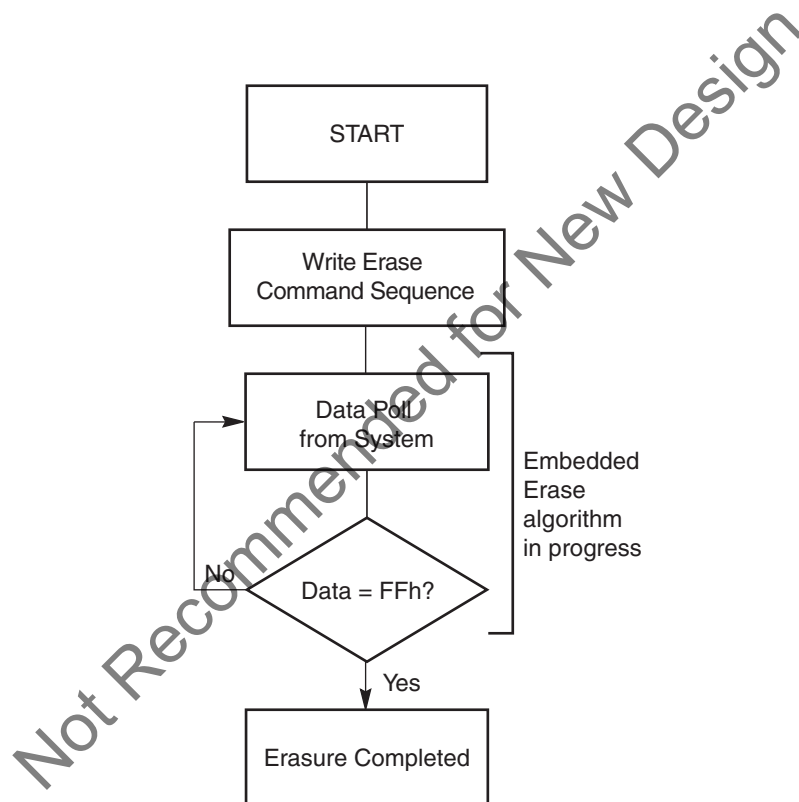 START
Write Erase
Command Sequence
Data Poll
from System
Embedded
Erase
algorithm
in progress
No
Data = FFh?
Yes
Erasure Completed
Not Recommended for New Design